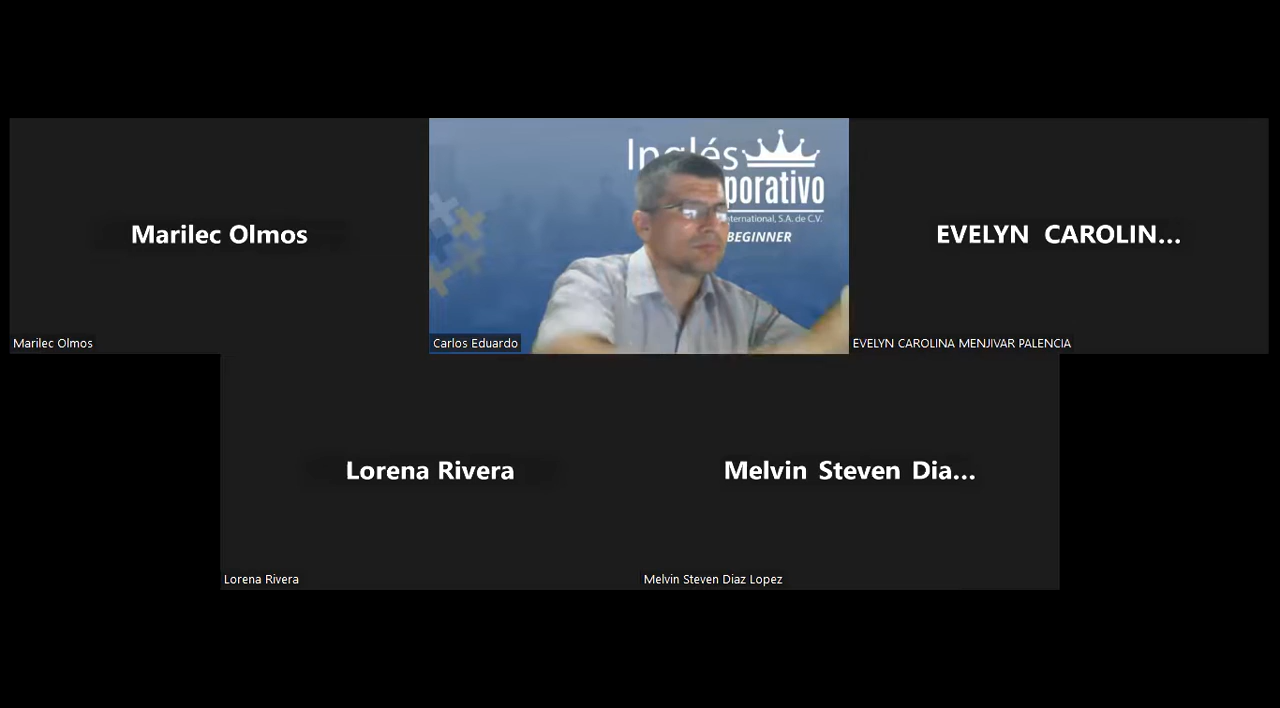 Marilec Olmos
Marilec Olmos
Inglés
porativo
nternational, S.A. de C.V.
BEGINNER
Carlos Eduardo
EVELYN CAROLIN...
EVELYN CAROLINA MENJIVAR PALENCIA
Lorena Rivera
Lorena Rivera
Melvin Steven Dia...
Melvin Steven Diaz Lopez